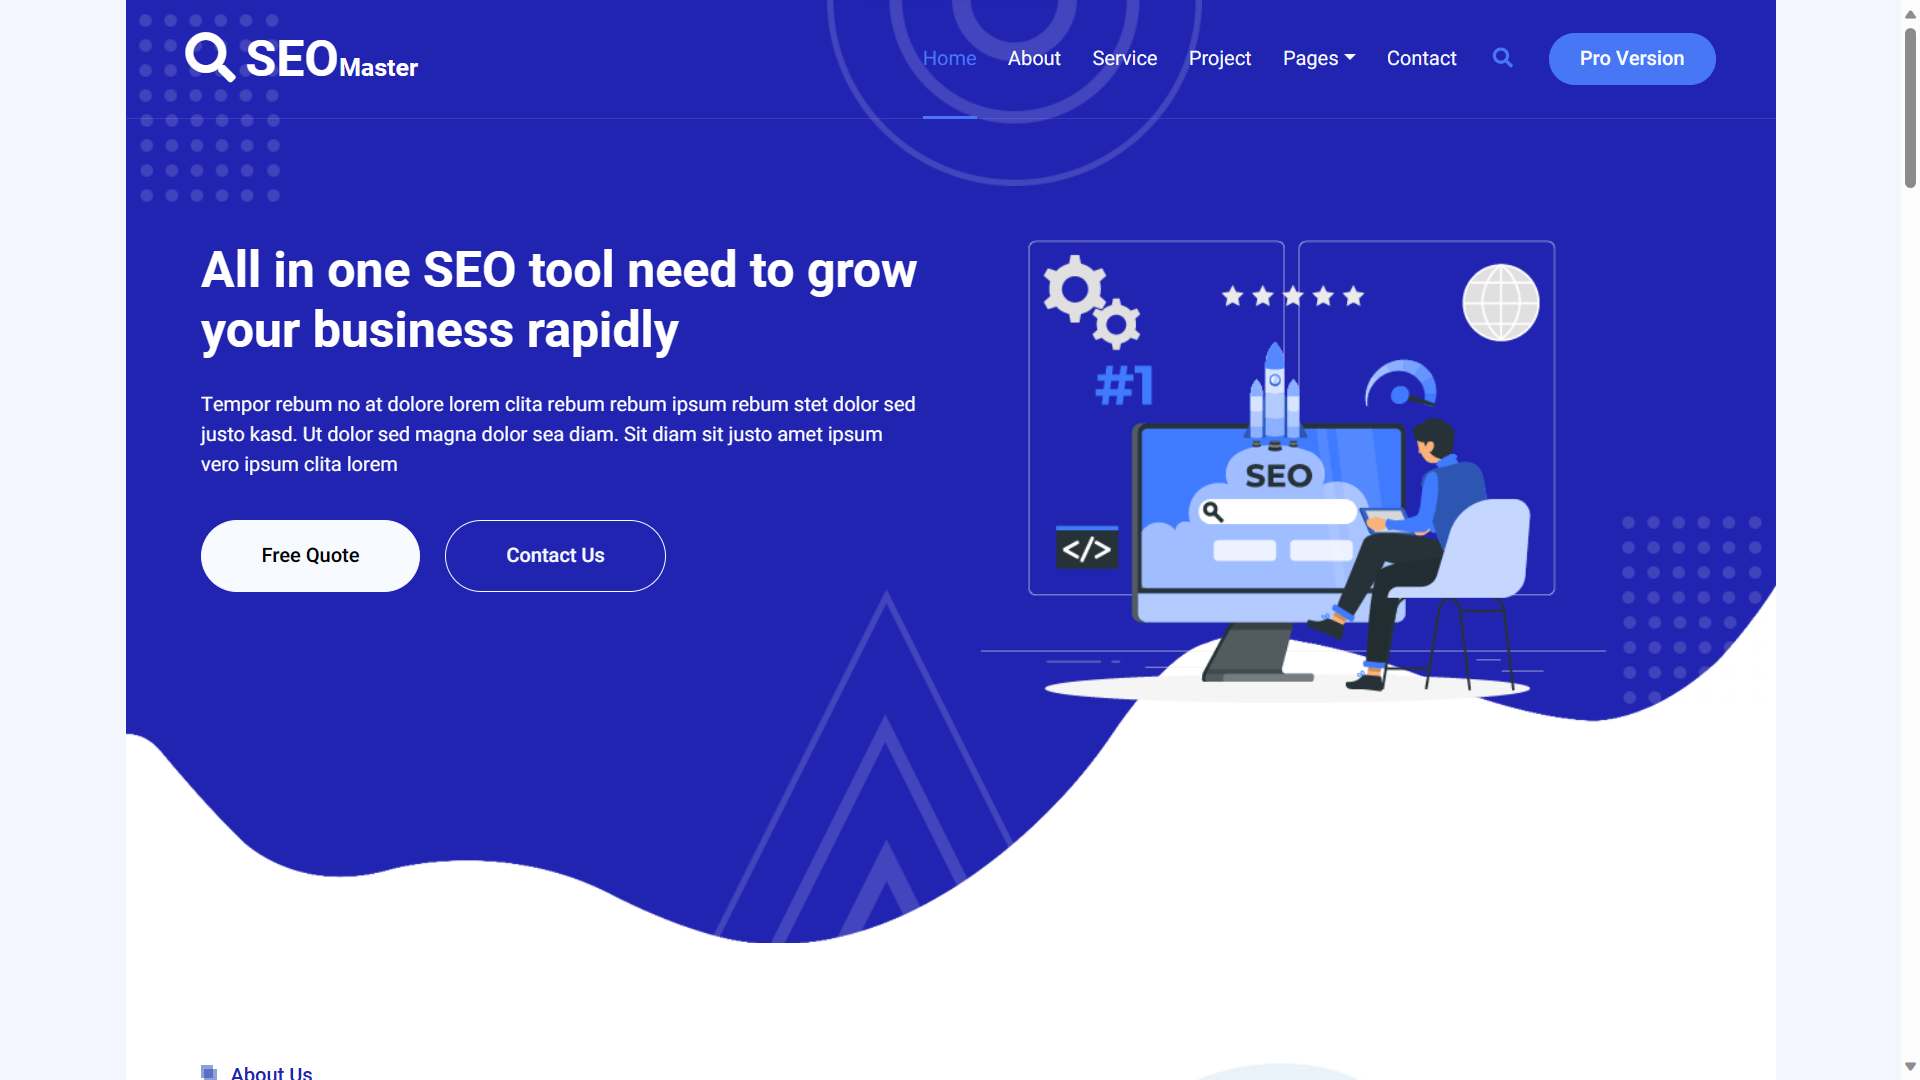 SEOMaster
Home About Service Project Pages Contact Pro Version
All in one SEO tool need to grow
your business rapidly
Tempor rebum no at dolore lorem clita rebum rebum ipsum rebum stet dolor sed
justo kasd. Ut dolor sed magna dolor sea diam. Sit diam sit justo amet ipsum
vero ipsum clita lorem
Free Quote Contact Us
#1
SEO
</>
About Us